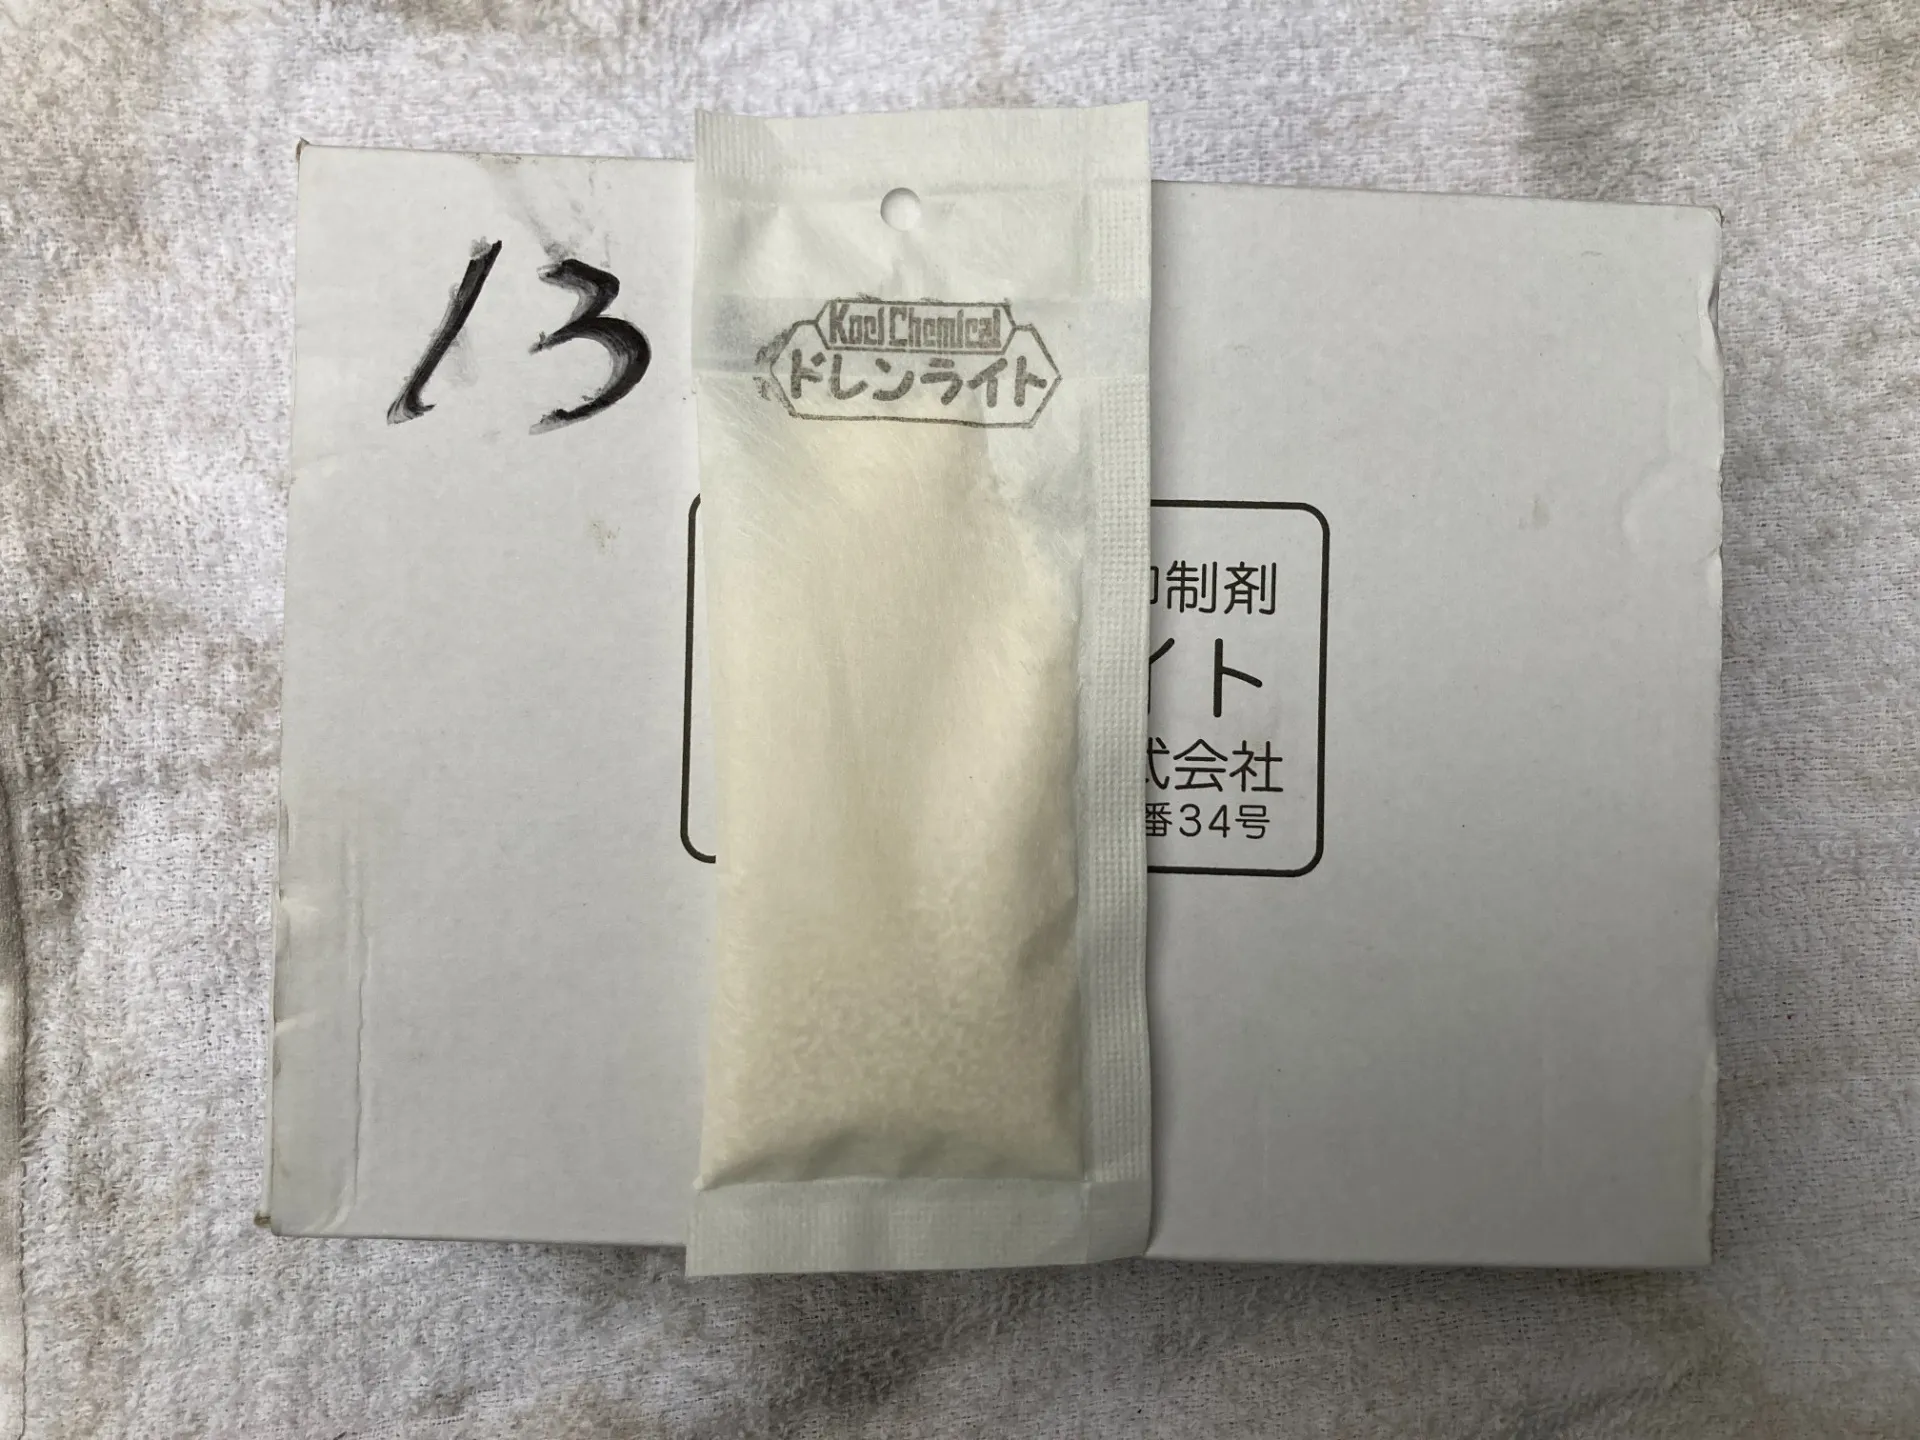 13
Koei Chemical
ドレンライト
制剤
イト
式会社
番34号